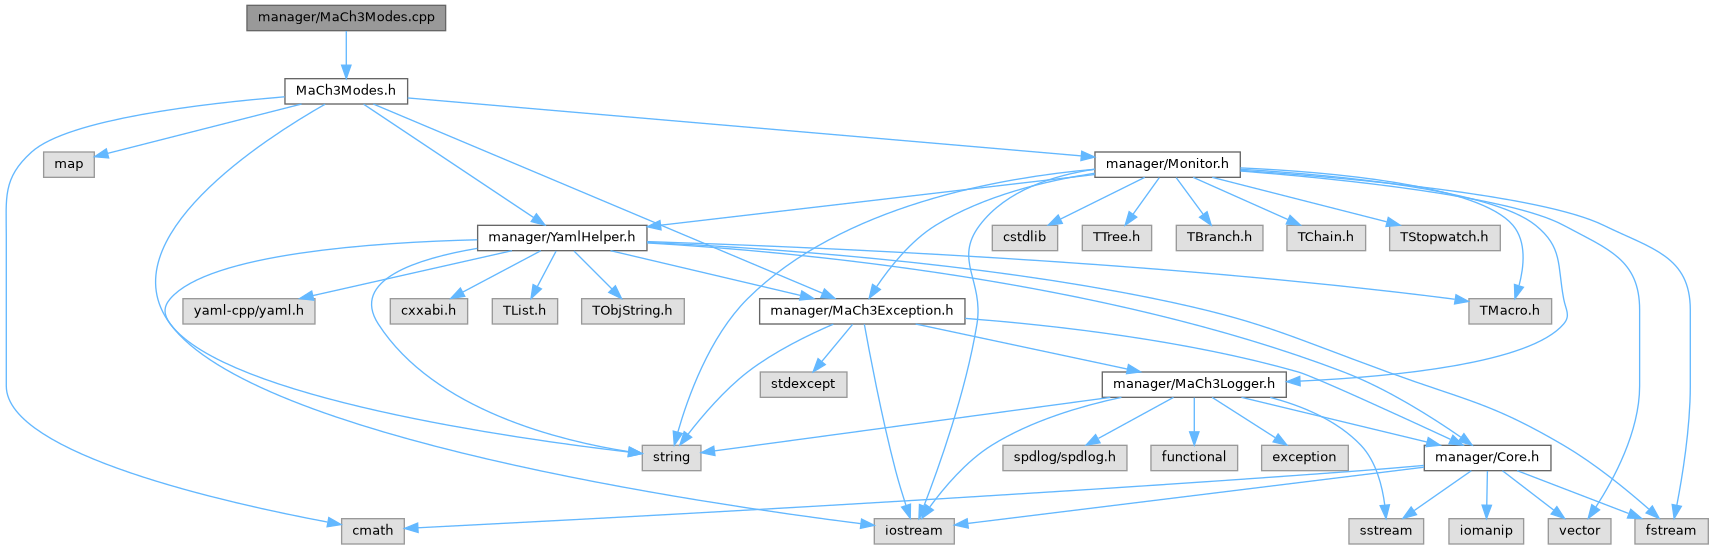 manager/MaCh3Modes.cpp
MaCh3Modes.h
map
manager/Monitor.h
manager/YamlHelper.h
cstdlib
TTree.h
TBranch.h
TChain.h
TStopwatch.h
yaml-cpp/yaml.h
cxxabi.h
TList.h
TObjString.h
manager/MaCh3Exception.h
TMacro.h
stdexcept
manager/MaCh3Logger.h
string
spdlog/spdlog.h
functional
exception
manager/Core.h
cmath
iostream
sstream
iomanip
vector
fstream